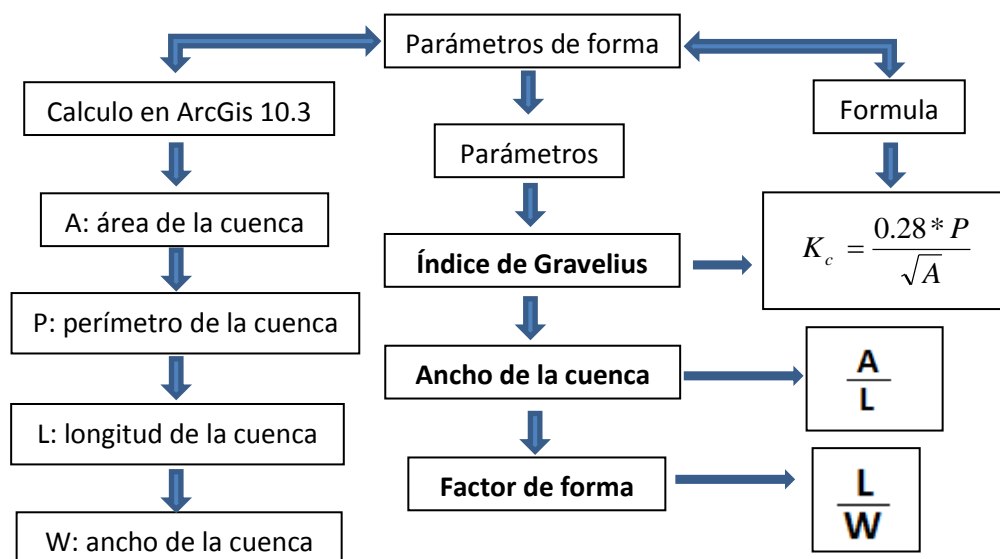 Parámetros de forma
Calculo en ArcGis 10.3
A: área de la cuenca
P: perímetro de la cuenca
L: longitud de la cuenca
W: ancho de la cuenca
Parámetros
Índice de Gravelius
Ancho de la cuenca
Factor de forma
Formula
K_c = 0.28 * P / √A
A / L
L / W